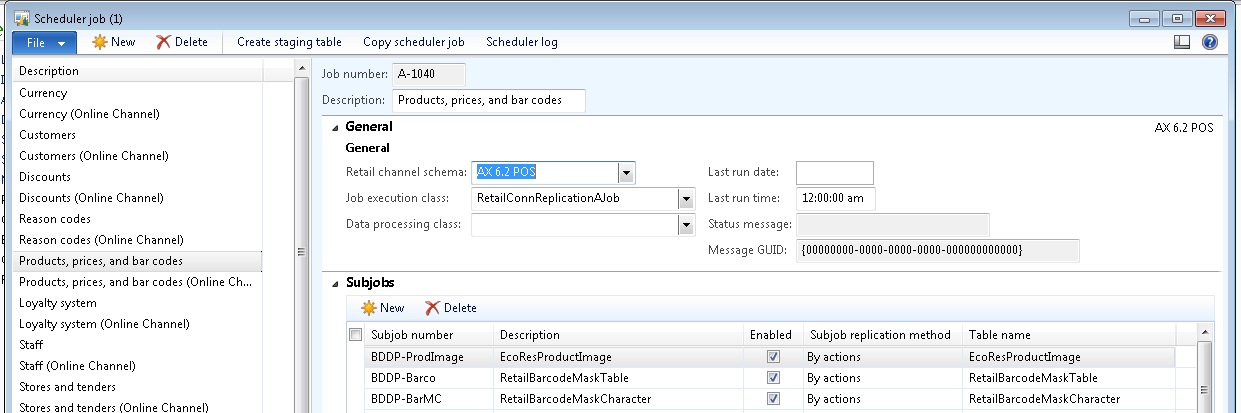 Scheduler job (1)
File New Delete Create staging table Copy scheduler job Scheduler log
Description
Currency
Currency (Online Channel)
Customers
Customers (Online Channel)
Discounts
Discounts (Online Channel)
Reason codes
Reason codes (Online Channel)
Products, prices, and bar codes
Products, prices, and bar codes (Online Ch...
Loyalty system
Loyalty system (Online Channel)
Staff
Staff (Online Channel)
Stores and tenders
Stores and tenders (Online Channel)
Job number: A-1040
Description: Products, prices, and bar codes
General AX 6.2 POS
General
Retail channel schema: AX 6.2 POS Last run date:
Job execution class: RetailConnReplicationAJob Last run time: 12:00:00 am
Data processing class: Status message:
Message GUID: {00000000-0000-0000-0000-000000000000}
Subjobs
New Delete
Subjob number Description Enabled Subjob replication method Table name
BDDP-ProdImage EcoResProductImage By actions EcoResProductImage
BDDP-Barco RetailBarcodeMaskTable By actions RetailBarcodeMaskTable
BDDP-BarMC RetailBarcodeMaskCharacter By actions RetailBarcodeMaskCharacter